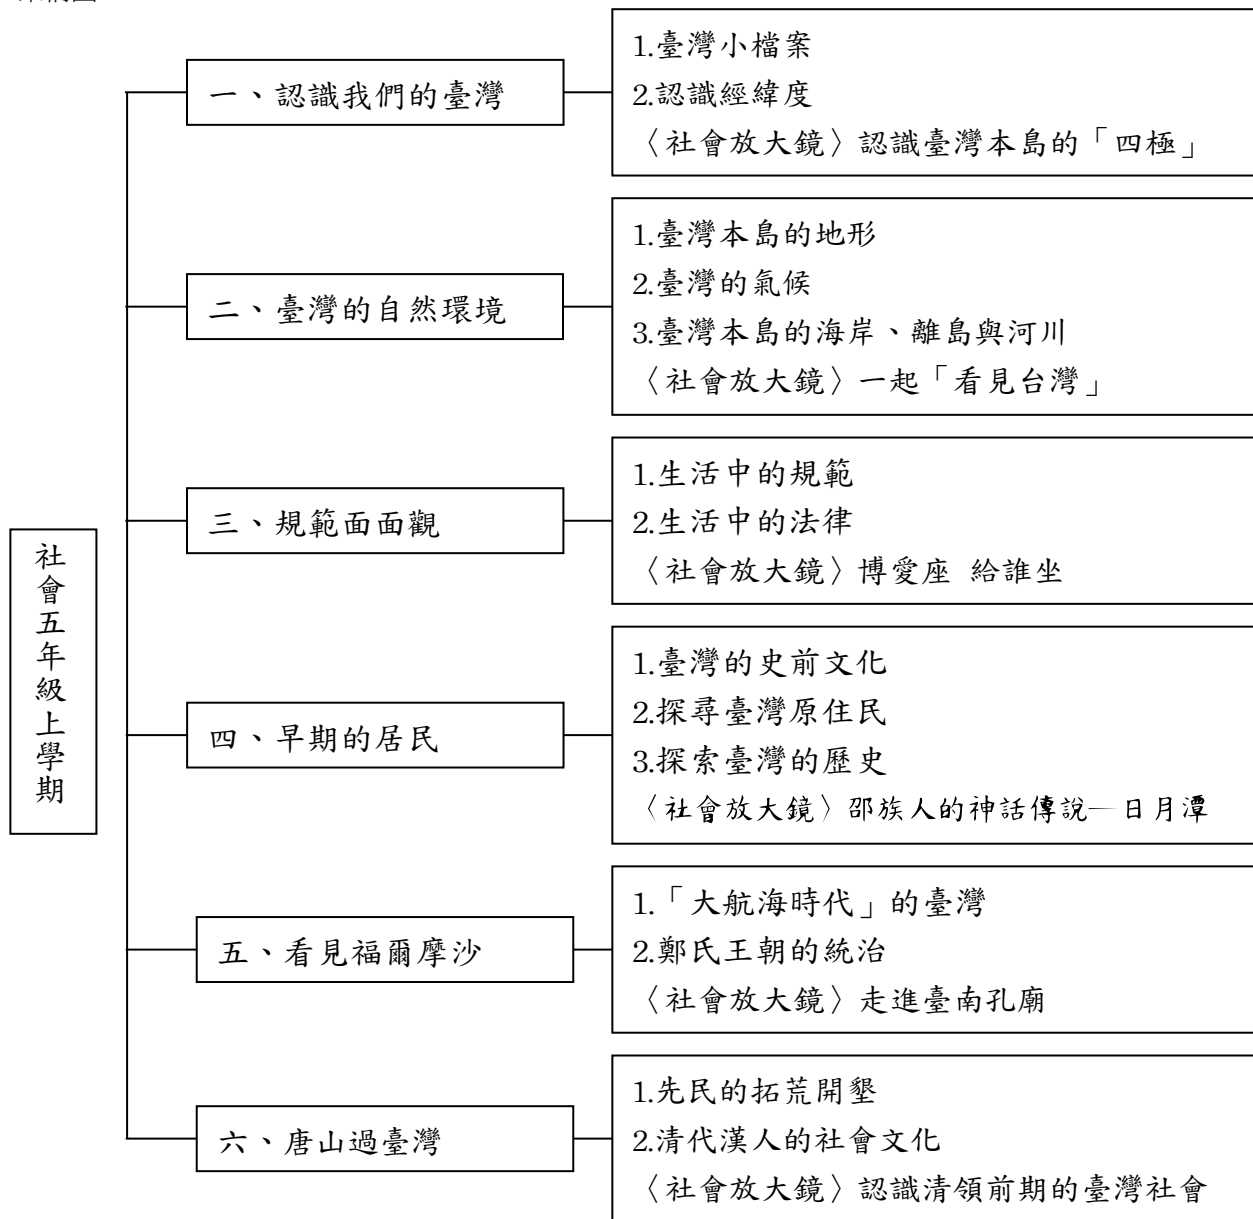 社會五年級上學期
一、認識我們的臺灣
1.臺灣小檔案
2.認識經緯度
〈社會放大鏡〉認識臺灣本島的「四極」
二、臺灣的自然環境
1.臺灣本島的地形
2.臺灣的氣候
3.臺灣本島的海岸、離島與河川
〈社會放大鏡〉一起「看見台灣」
三、規範面面觀
1.生活中的規範
2.生活中的法律
〈社會放大鏡〉博愛座 給誰坐
四、早期的居民
1.臺灣的史前文化
2.探尋臺灣原住民
3.探索臺灣的歷史
〈社會放大鏡〉邵族人的神話傳說—日月潭
五、看見福爾摩沙
1.「大航海時代」的臺灣
2.鄭氏王朝的統治
〈社會放大鏡〉走進臺南孔廟
六、唐山過臺灣
1.先民的拓荒開墾
2.清代漢人的社會文化
〈社會放大鏡〉認識清領前期的臺灣社會